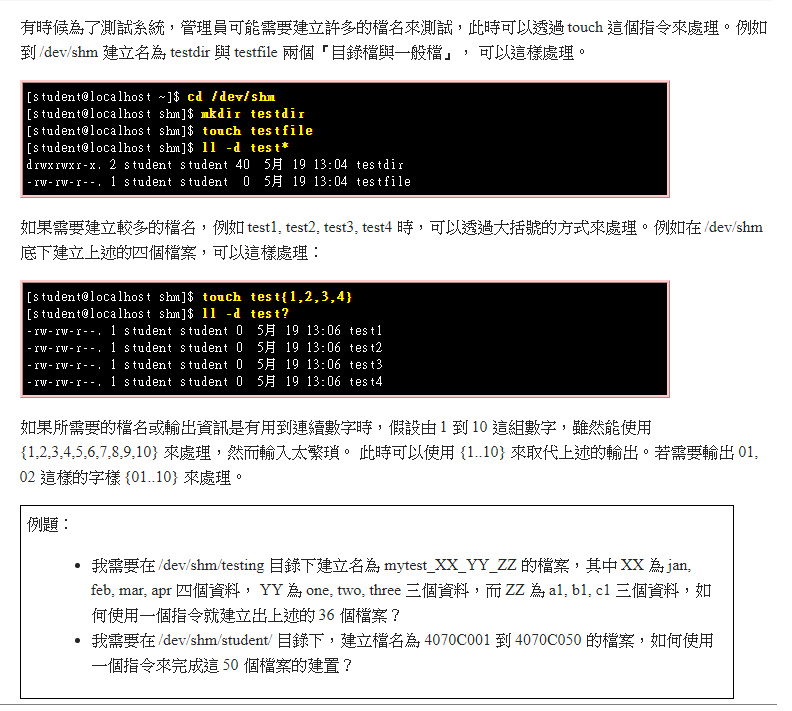 有時候為了測試系統，管理員可能需要建立許多的檔名來測試，此時可以透過 touch 這個指令來處理。例如
到 /dev/shm 建立名為 testdir 與 testfile 兩個『目錄檔與一般檔』， 可以這樣處理。
[student@localhost ~]$ cd /dev/shm
[student@localhost shm]$ mkdir testdir
[student@localhost shm]$ touch testfile
[student@localhost shm]$ ll -d test*
drwxrwxr-x. 2 student student 40  5月 19 13:04 testdir
-rw-rw-r--. 1 student student  0  5月 19 13:04 testfile
如果需要建立較多的檔名，例如 test1, test2, test3, test4 時，可以透過大括號的方式來處理。例如在 /dev/shm
底下建立上述的四個檔案，可以這樣處理：
[student@localhost shm]$ touch test{1,2,3,4}
[student@localhost shm]$ ll -d test?
-rw-rw-r--. 1 student student 0  5月 19 13:06 test1
-rw-rw-r--. 1 student student 0  5月 19 13:06 test2
-rw-rw-r--. 1 student student 0  5月 19 13:06 test3
-rw-rw-r--. 1 student student 0  5月 19 13:06 test4
如果所需要的檔名或輸出資訊是有用到連續數字時，假設由 1 到 10 這組數字，雖然能使用
{1,2,3,4,5,6,7,8,9,10} 來處理，然而輸入太繁瑣。 此時可以使用 {1..10} 來取代上述的輸出。若需要輸出 01,
02 這樣的字樣 {01..10} 來處理。
例題：
• 我需要在 /dev/shm/testing 目錄下建立名為 mytest_XX_YY_ZZ 的檔案，其中 XX 為 jan,
feb, mar, apr 四個資料， YY 為 one, two, three 三個資料，而 ZZ 為 a1, b1, c1 三個資料，如
何使用一個指令就建立出上述的 36 個檔案？
• 我需要在 /dev/shm/student/ 目錄下，建立檔名為 4070C001 到 4070C050 的檔案，如何使用
一個指令來完成這 50 個檔案的建置？